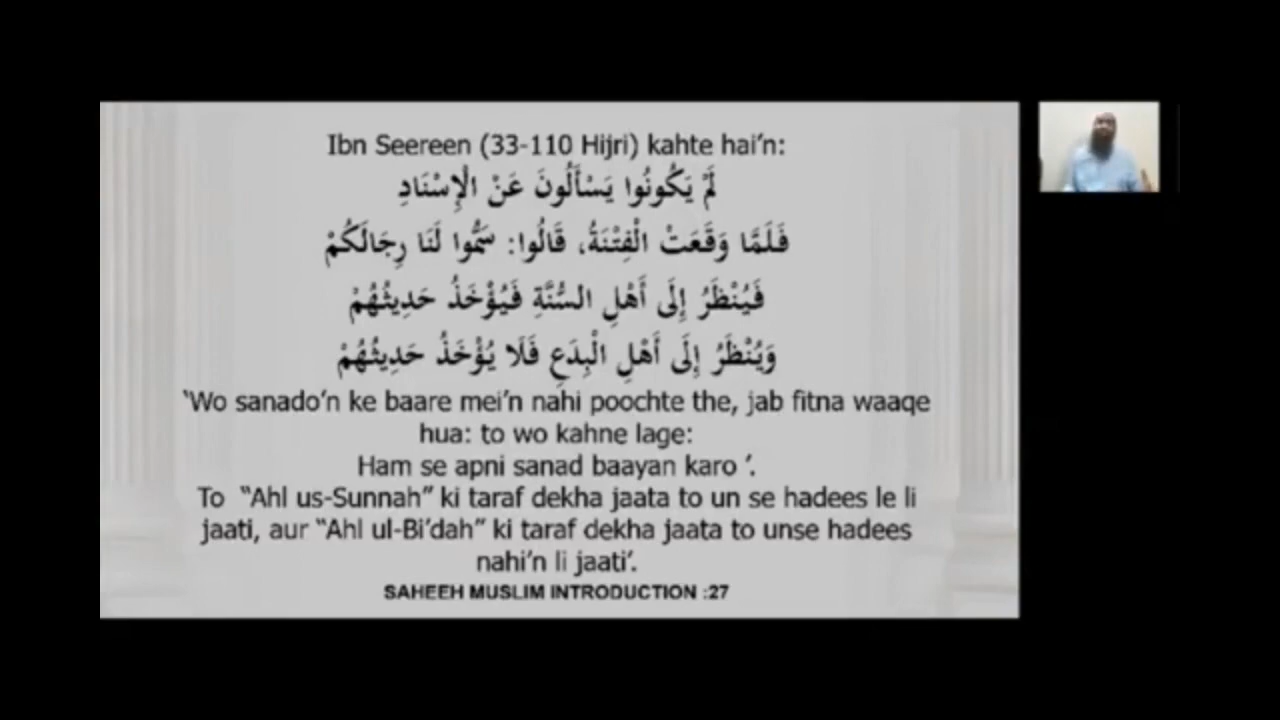 Ibn Seereen (33-110 Hijri) kahte hai’n:
لَمْ يَكُونُوا يَسْأَلُونَ عَنْ الْإِسْنَادِ
فَلَمَّا وَقَعَتْ الْفِتْنَةُ، قَالُوا: سَمُّوا لَنَا رِجَالَكُمْ
فَيُنْظَرُ إِلَى أَهْلِ السُّنَّةِ فَيُؤْخَذُ حَدِيثُهُمْ
وَيُنْظَرُ إِلَى أَهْلِ الْبِدَعِ فَلَا يُؤْخَذُ حَدِيثُهُمْ
‘Wo sanado’n ke baare mei’n nahi poochte the, jab fitna waaqe
hua: to wo kahne lage:
Ham se apni sanad baayan karo ’.
To “Ahl us-Sunnah” ki taraf dekha jaata to un se hadees le li
jaati, aur “Ahl ul-Bi’dah” ki taraf dekha jaata to unse hadees
nahi’n li jaati’.
SAHEEH MUSLIM INTRODUCTION :27